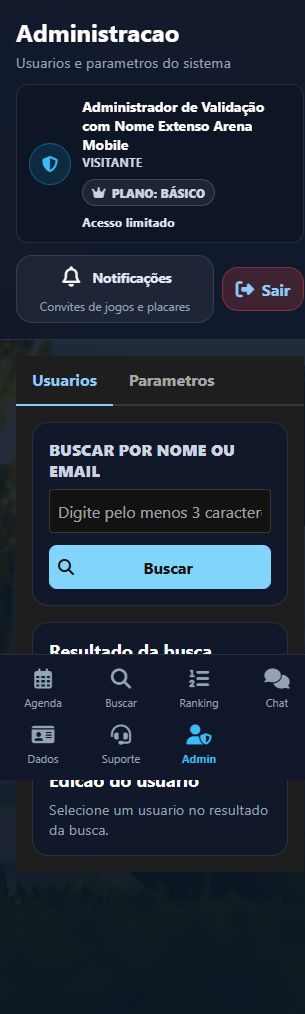 Administracao
Usuarios e parametros do sistema
Administrador de Validação
com Nome Extenso Arena
Mobile
VISITANTE
PLANO: BÁSICO
Acesso limitado
Notificações
Convites de jogos e placares
Sair
Usuarios
Parametros
BUSCAR POR NOME OU
EMAIL
Digite pelo menos 3 caracter
Buscar
Resultado da busca
Agenda
Buscar
Ranking
Chat
Dados
Suporte
Admin
Edicao do usuario
Selecione um usuario no resultado
da busca.